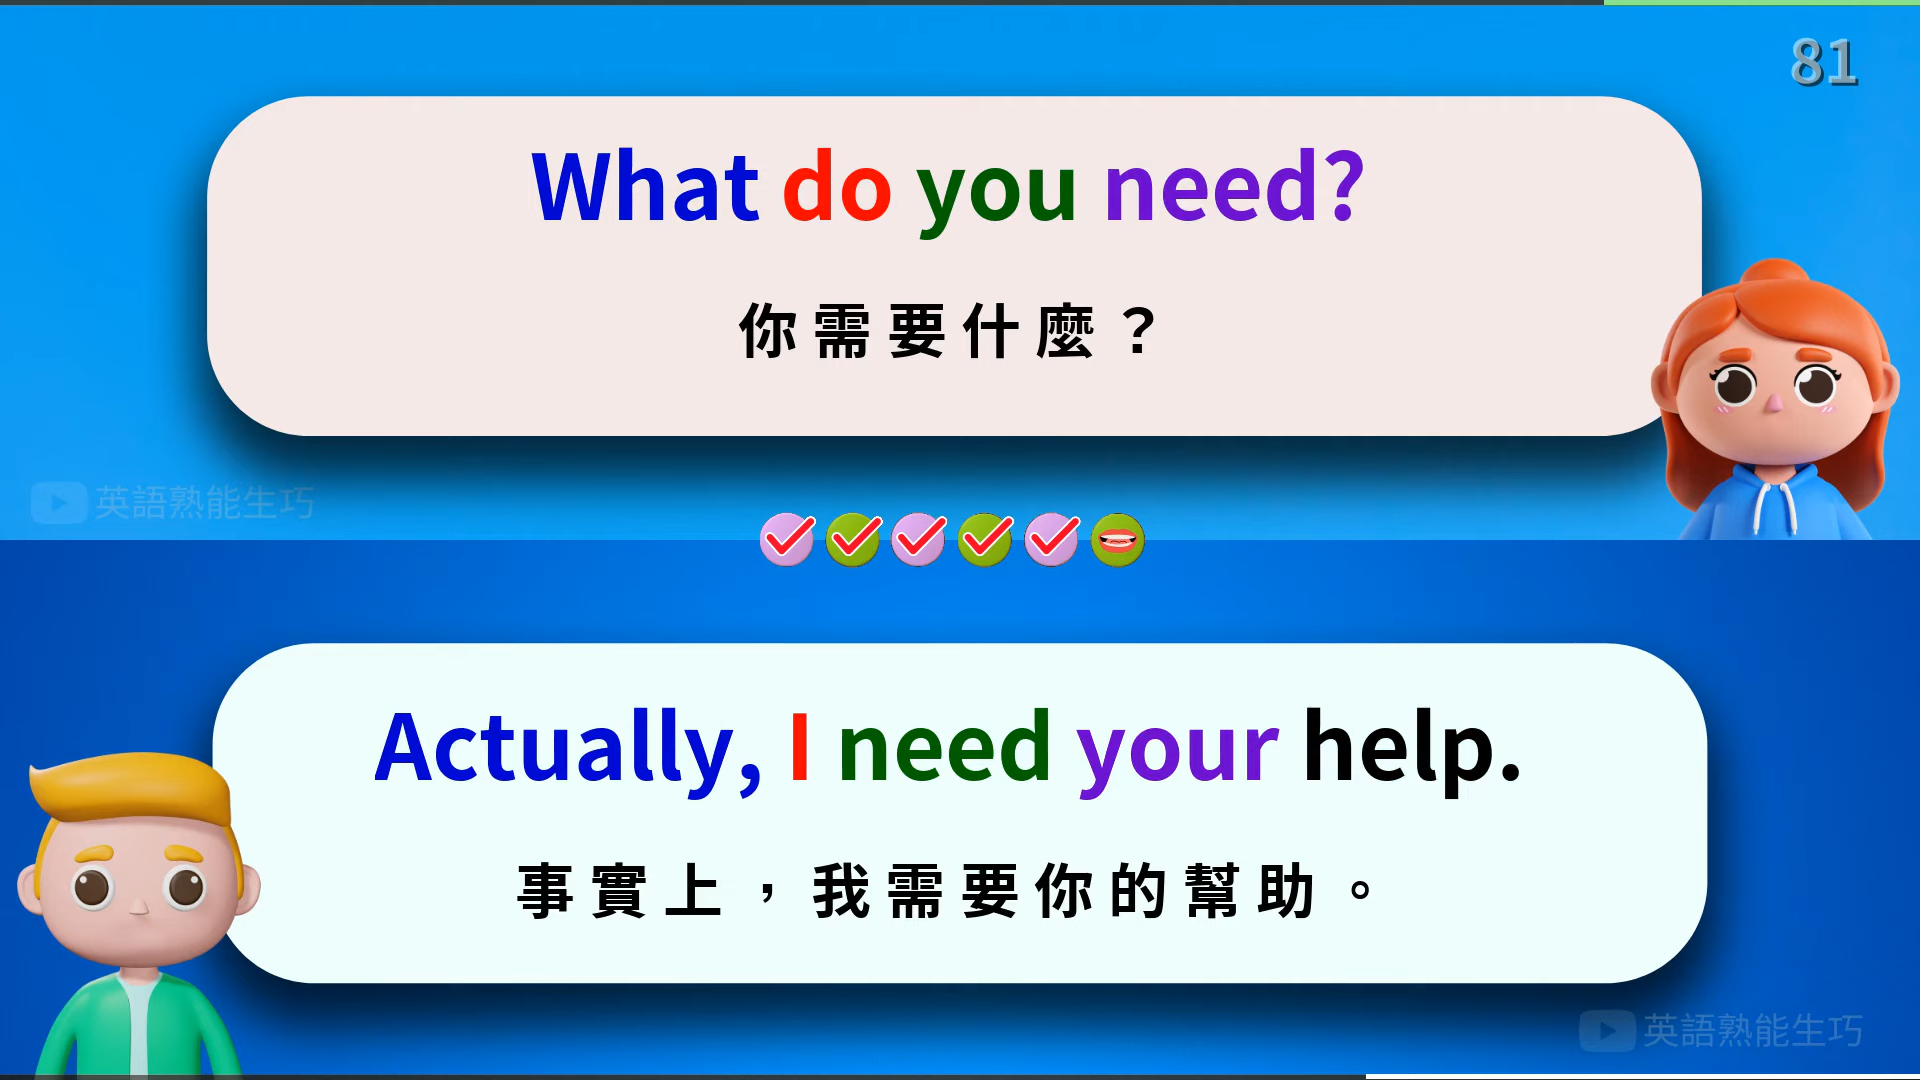 81
What do you need?
你需要什麼？
英語熟能生巧
Actually, I need your help.
事實上，我需要你的幫助。
英語熟能生巧